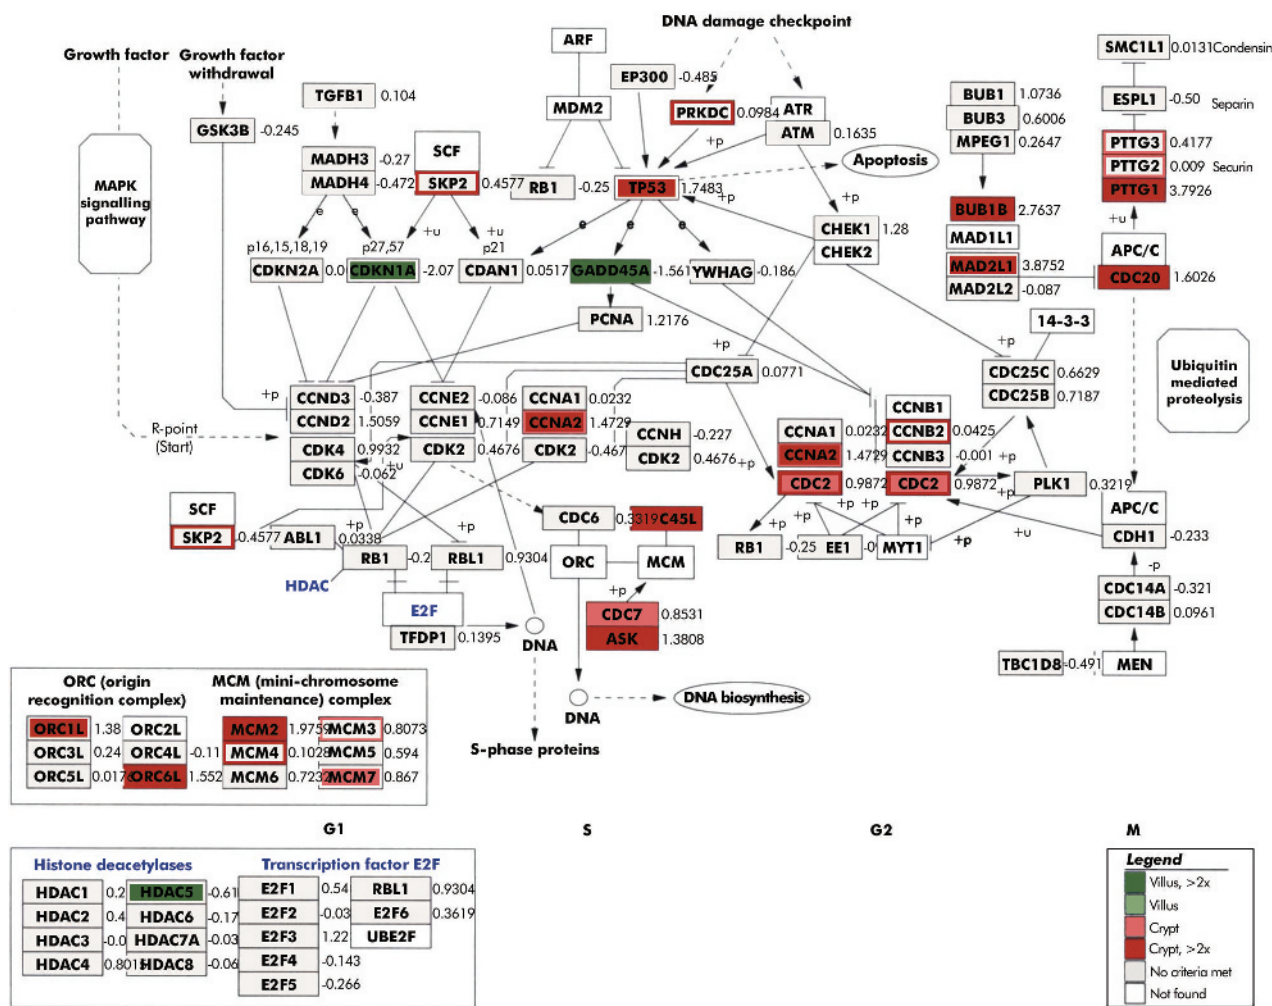 DNA damage checkpoint
Growth factor
Growth factor
withdrawal
ARF
EP300 -0.485
SMC1L1 0.0131 Condensin
TGFB1 0.104
MDM2
PRKDC 0.0984
ATR
ATM 0.1635
BUB1 1.0736
BUB3 0.6006
MPEG1 0.2647
ESPL1 -0.50 Separin
GSK3B -0.245
+p
+p
PTTG3 0.4177
PTTG2 0.009 Securin
PTTG1 3.7926
MAPK
signalling
pathway
MADH3 -0.27
MADH4 -0.472
SCF
SKP2 0.4577
RB1 -0.25
TP53 1.7483
Apoptosis
+p
+p
BUB1B 2.7637
MAD1L1
+u
e
e
+u
+u
e
e
e
CHEK1 1.28
CHEK2
p16,15,18,19
p27,57
p21
CDKN2A 0.0
CDKN1A -2.07
CDAN1 0.0517
GADD45A -1.561
YWHAG -0.186
MAD2L1 3.8752
MAD2L2 -0.087
APC/C
CDC20 1.6026
PCNA 1.2176
14-3-3
+p
+p
CDC25A 0.0771
CDC25C 0.6629
CDC25B 0.7187
Ubiquitin
mediated
proteolysis
+p
CCND3 -0.387
CCND2 1.5059
CDK4 0.9932
CDK6 -0.062
CCNE2 -0.086
CCNE1 0.7149
CDK2 0.4676
CCNA1 0.0232
CCNA2 1.4729
CDK2 -0.467
CCNH -0.227
CDK2 0.4676
R-point
(Start)
+u
+p
CCNA1 0.0232
CCNA2 1.4729
CDC2 0.9872
CCNB1
CCNB2 0.0425
CCNB3 -0.001
CDC2 0.9872
+p
+p
PLK1 0.3219
SCF
SKP2 0.4577
ABL1 0.0338
+p
+p
CDC6 0.3319
C45L
+p
+p
+p
+p
+p
+u
APC/C
CDH1 -0.233
HDAC
RB1 -0.2
RBL1 0.9304
ORC
MCM
RB1 -0.25
EE1
MYT1
+p
-p
E2F
TFDP1 0.1395
DNA
CDC7 0.8531
ASK 1.3808
CDC14A -0.321
CDC14B 0.0961
TBC1D8 -0.491
MEN
ORC (origin
recognition complex)
MCM (mini-chromosome
maintenance) complex
ORC1L 1.38
ORC2L
MCM2 1.9759
MCM3 0.8073
ORC3L 0.24
ORC4L -0.11
MCM4 0.1028
MCM5 0.594
ORC5L 0.0176
ORC6L 1.552
MCM6 0.7232
MCM7 0.867
DNA
DNA biosynthesis
S-phase proteins
G1
S
G2
M
Histone deacetylases
Transcription factor E2F
HDAC1 0.2
HDAC5 -0.61
HDAC2 0.4
HDAC6 -0.17
HDAC3 -0.0
HDAC7A -0.03
HDAC4 0.8015
HDAC8 -0.06
E2F1 0.54
RBL1 0.9304
E2F2 -0.03
E2F6 0.3619
E2F3 1.22
UBE2F
E2F4 -0.143
E2F5 -0.266
Legend
Villus, >2x
Villus
Crypt
Crypt, >2x
No criteria met
Not found